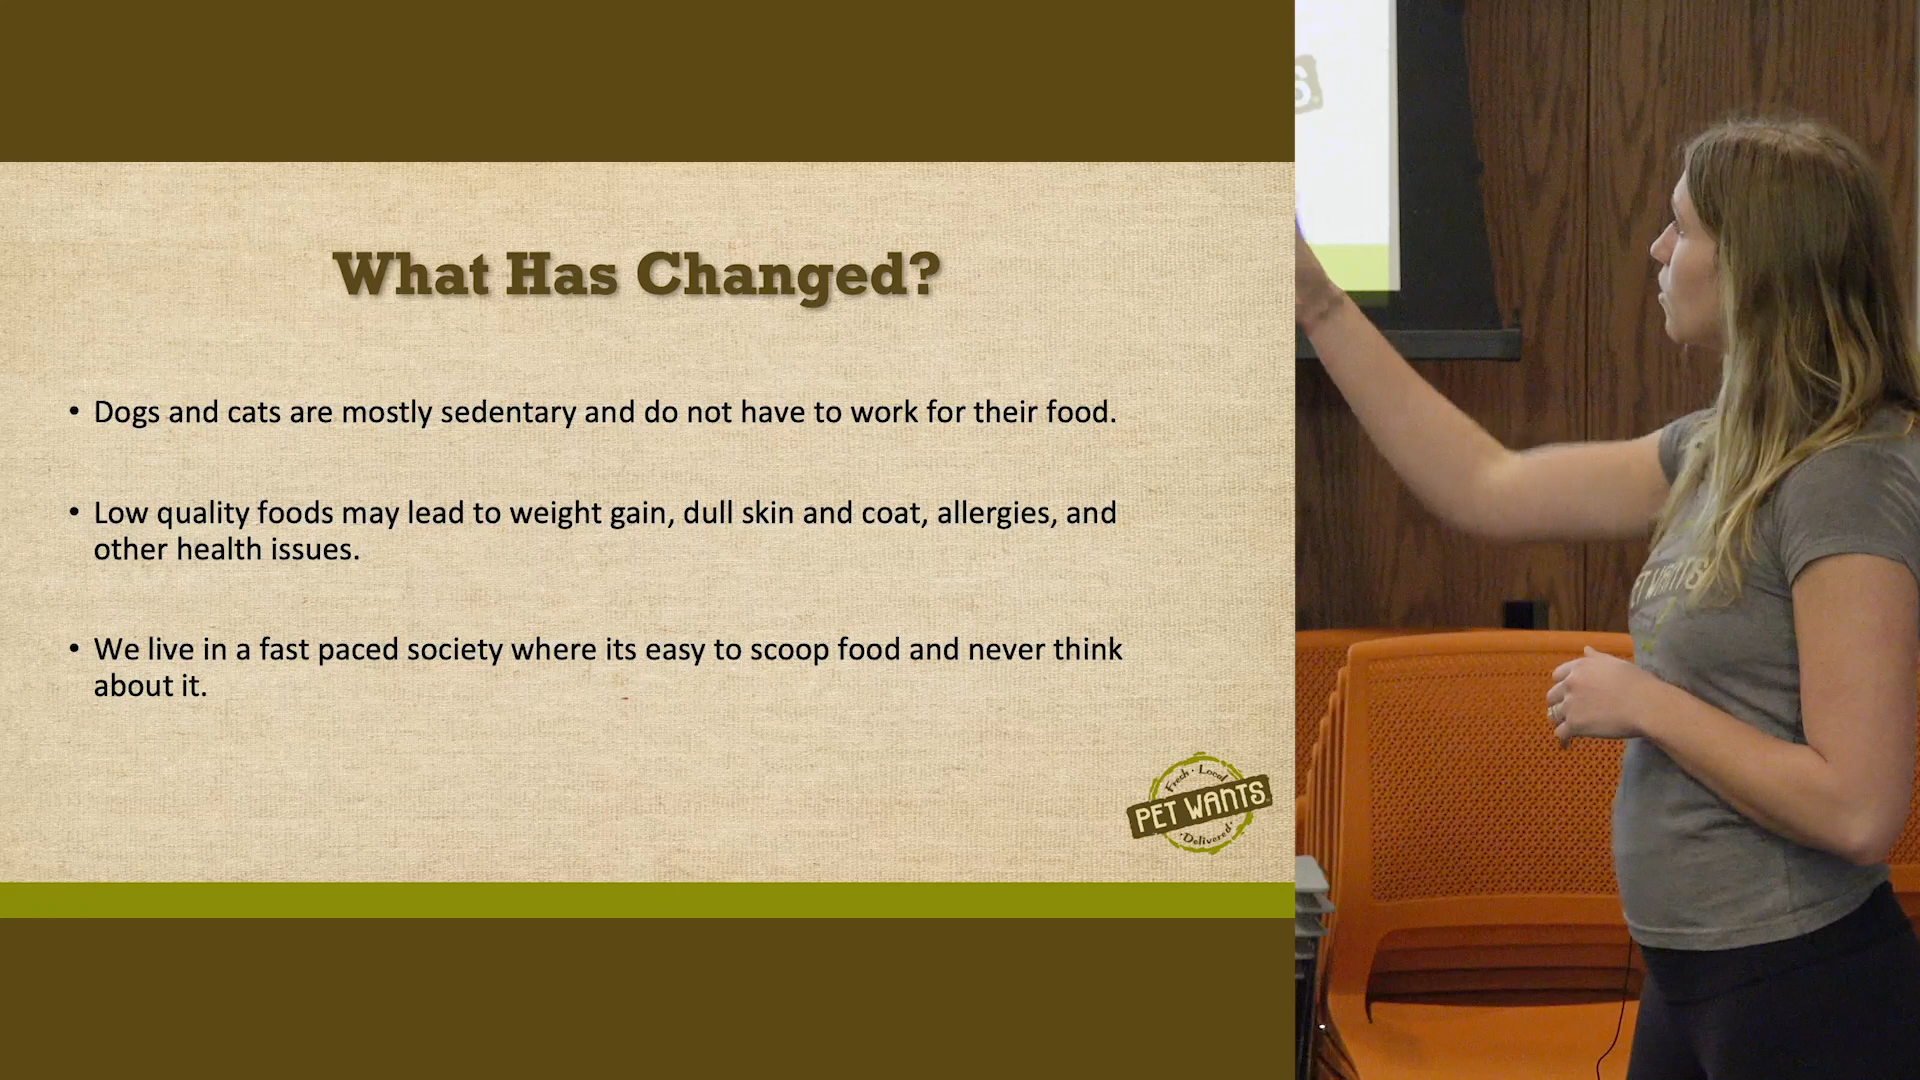 What Has Changed?
• Dogs and cats are mostly sedentary and do not have to work for their food.
• Low quality foods may lead to weight gain, dull skin and coat, allergies, and
other health issues.
• We live in a fast paced society where its easy to scoop food and never think
about it.
Fresh · Local
PET WANTS
· Delivered ·
S.
ET WANTS